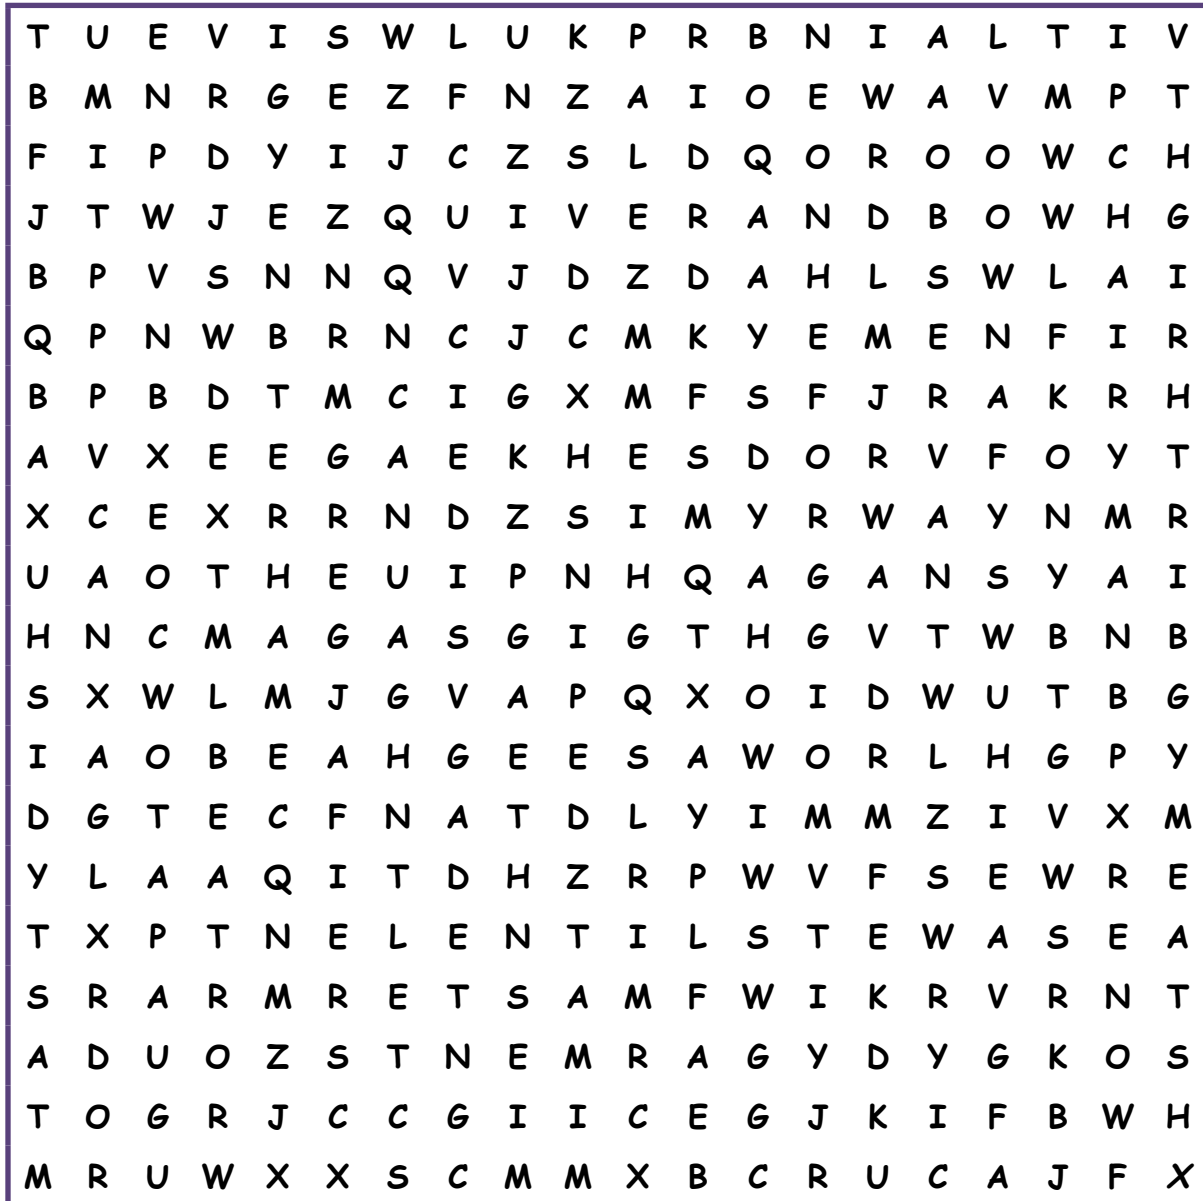 T U E V I S W L U K P R B N I A L T I V
B M N R G E Z F N Z A I O E W A V M P T
F I P D Y I J C Z S L D Q O R O O W C H
J T W J E Z Q U I V E R A N D B O W H G
B P V S N N Q V J D Z D A H L S W L A I
Q P N W B R N C J C M K Y E M E N F I R
B P B D T M C I G X M F S F J R A K R H
A V X E E G A E K H E S D O R V F O Y T
X C E X R R N D Z S I M Y R W A Y N M R
U A O T H E U I P N H Q A G A N S Y A I
H N C M A G A S G I G T H G V T W B N B
S X W L M J G V A P Q X O I D W U T B G
I A O B E A H G E E S A W O R L H G P Y
D G T E C F N A T D L Y I M M Z I V X M
Y L A A Q I T D H Z R P W V F S E W R E
T X P T N E L E N T I L S T E W A S E A
S R A R M R E T S A M F W I K R V R N T
A D U O Z S T N E M R A G Y D Y G K O S
T O G R J C C G I I C E G J K I F B W H
M R U W X X S C M M X B C R U C A J F X